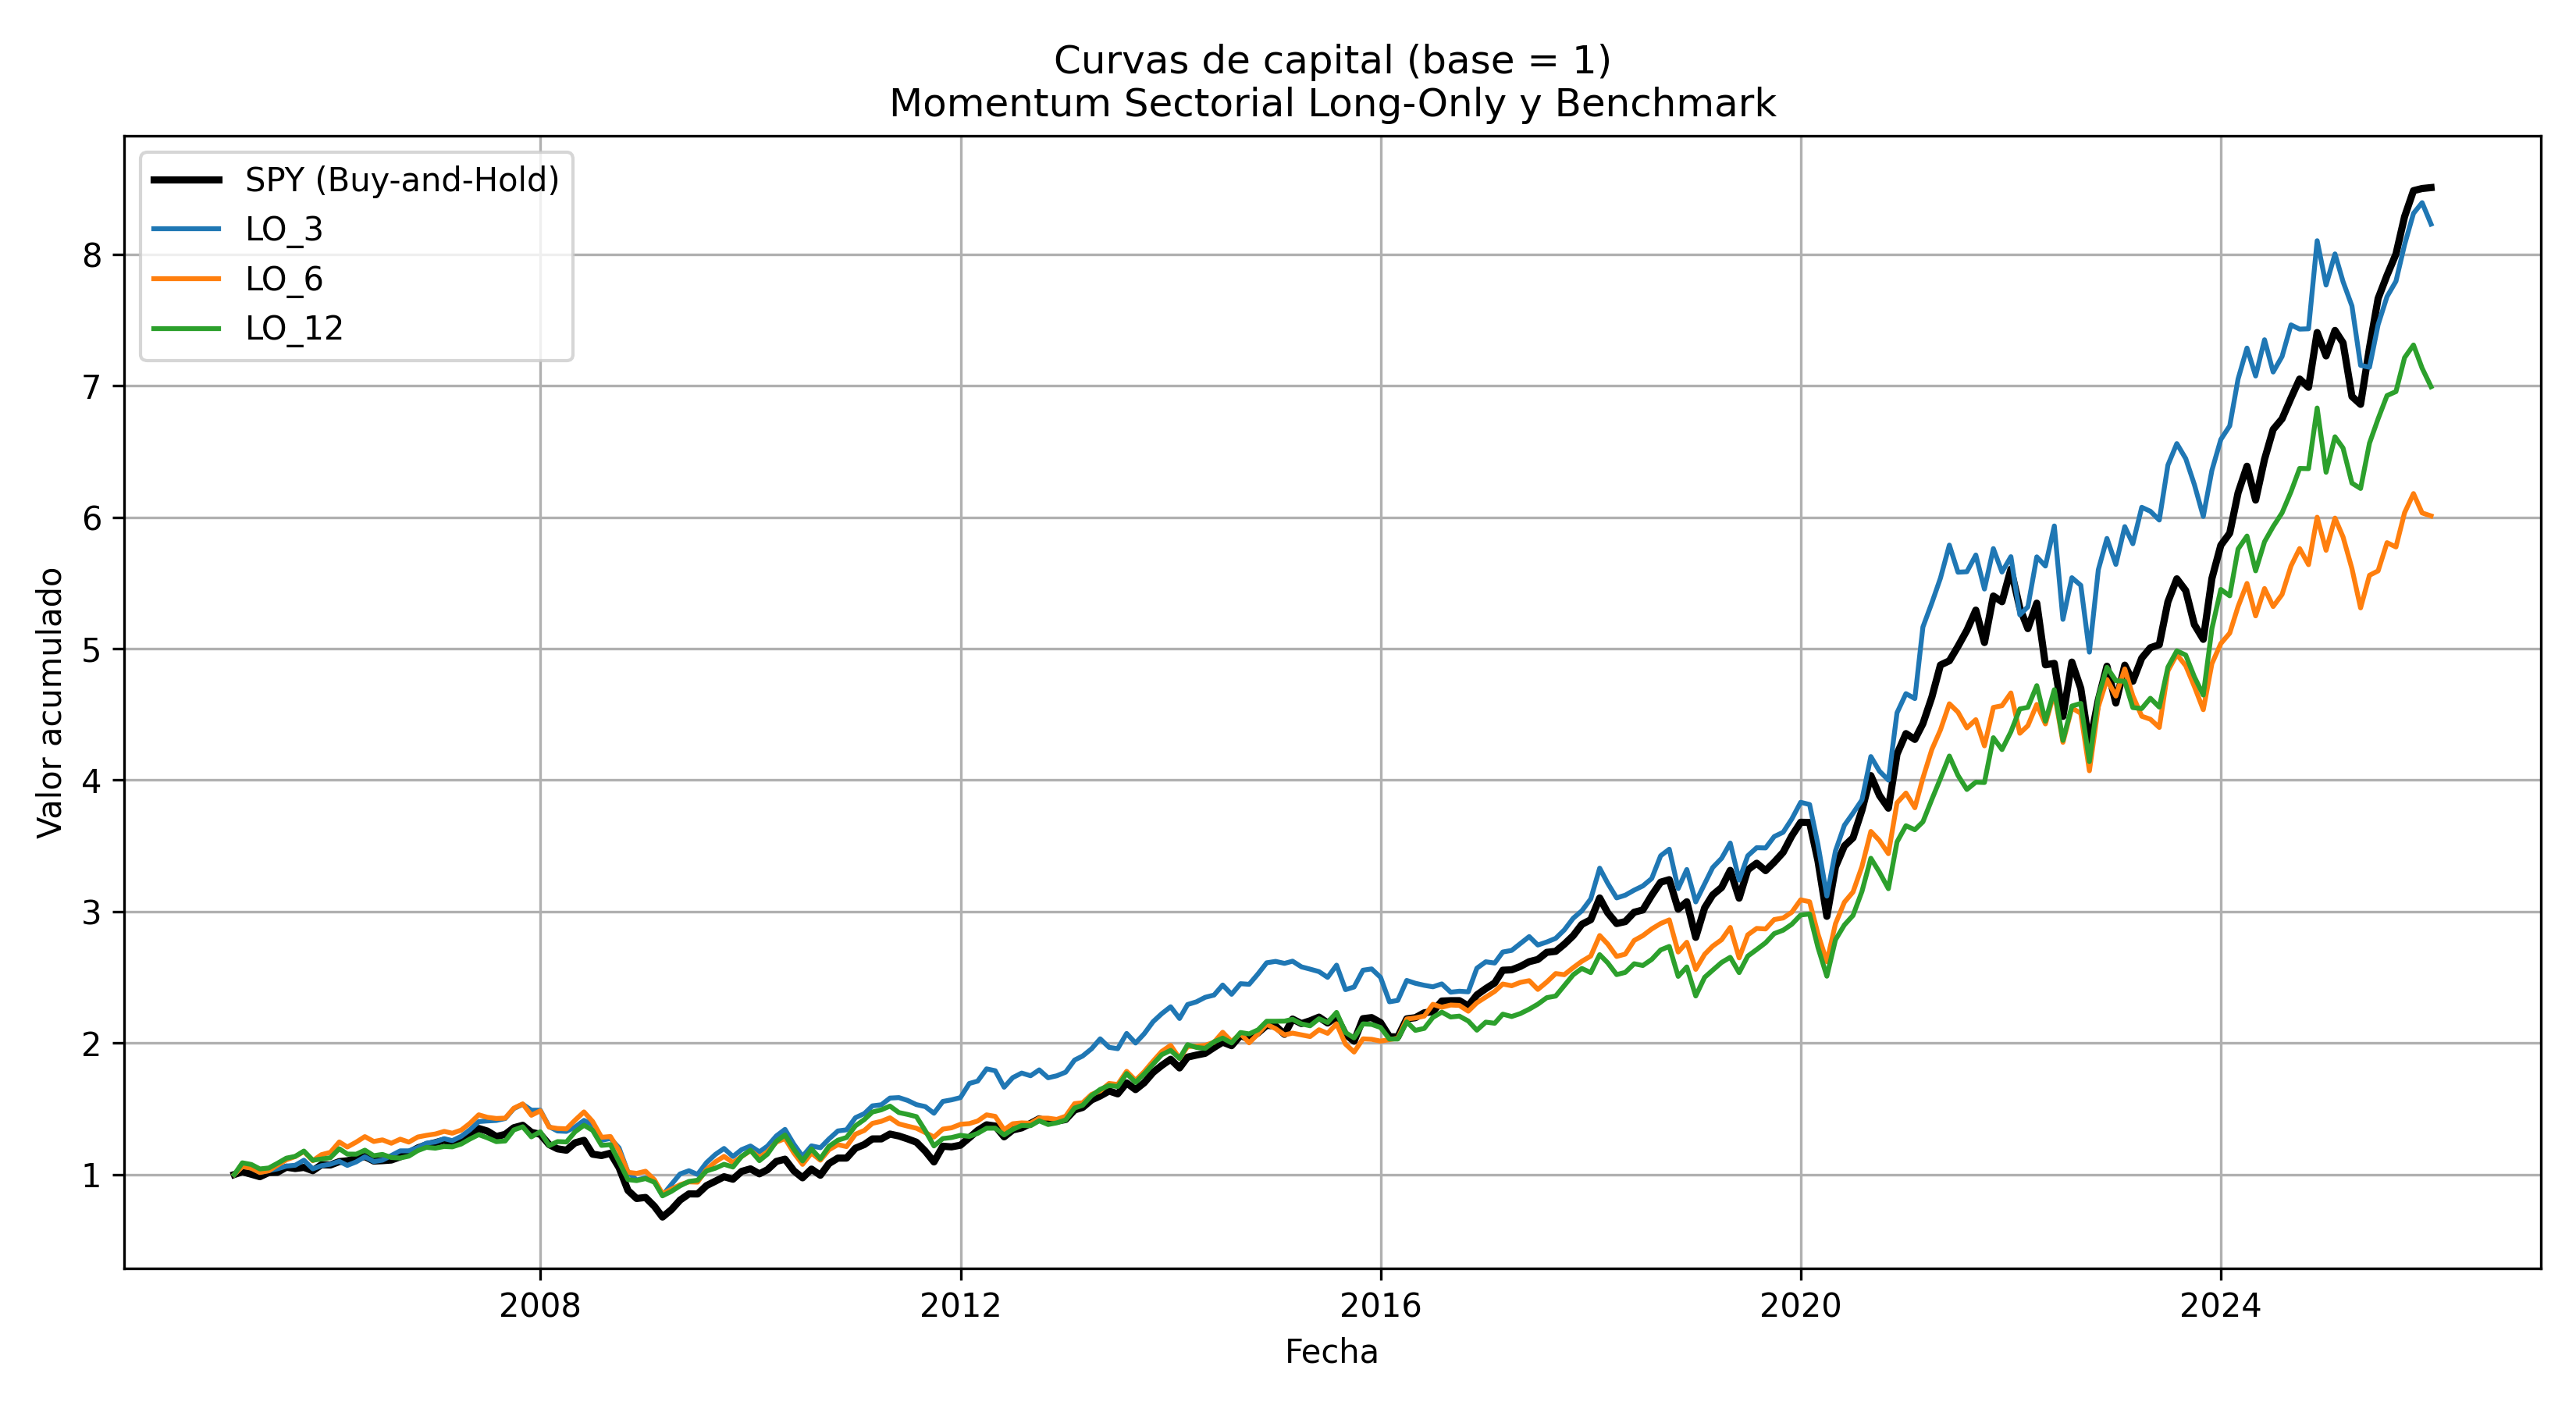 Curvas de capital (base = 1)
Momentum Sectorial Long-Only y Benchmark
SPY (Buy-and-Hold)
LO_3
LO_6
LO_12
Valor acumulado
8
7
6
5
4
3
2
1
2008
2012
2016
2020
2024
Fecha